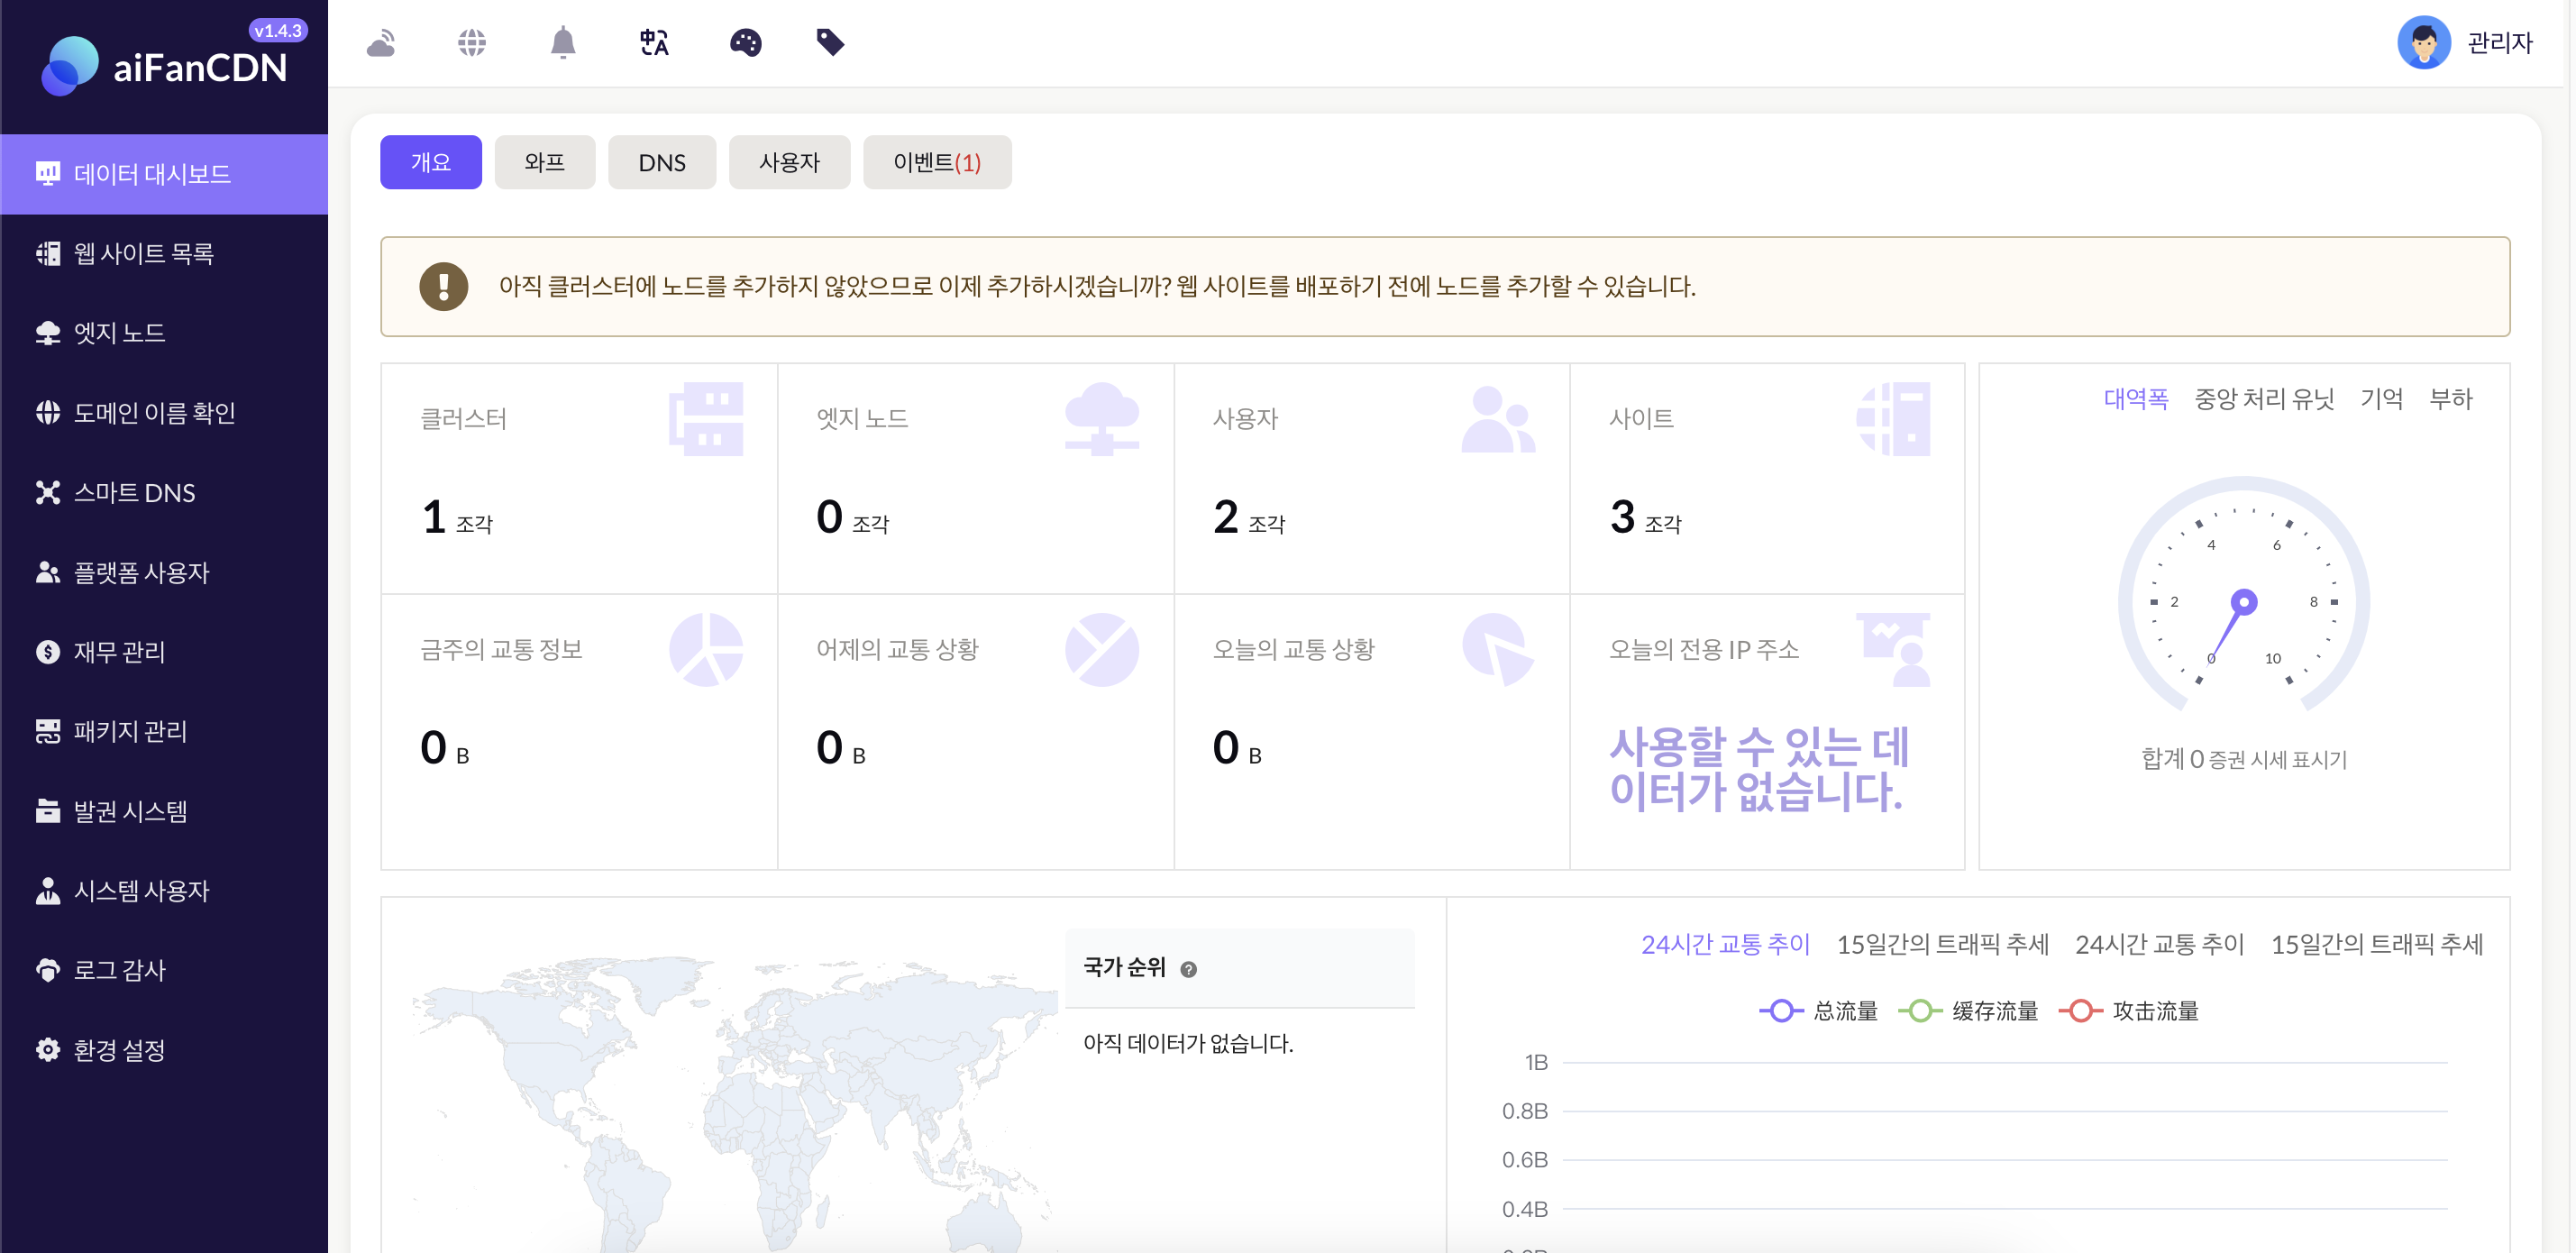 v1.4.3
aiFanCDN
데이터 대시보드
웹 사이트 목록
엣지 노드
도메인 이름 확인
스마트 DNS
플랫폼 사용자
재무 관리
패키지 관리
발권 시스템
시스템 사용자
로그 감사
환경 설정
관리자
개요 와프 DNS 사용자 이벤트(1)
아직 클러스터에 노드를 추가하지 않았으므로 이제 추가하시겠습니까? 웹 사이트를 배포하기 전에 노드를 추가할 수 있습니다.
클러스터
1 조각
엣지 노드
0 조각
사용자
2 조각
사이트
3 조각
금주의 교통 정보
0 B
어제의 교통 상황
0 B
오늘의 교통 상황
0 B
오늘의 전용 IP 주소
사용할 수 있는 데
이터가 없습니다.
대역폭 중앙 처리 유닛 기억 부하
4 6
2 8
0 10
합계 0 증권 시세 표시기
국가 순위
아직 데이터가 없습니다.
24시간 교통 추이 15일간의 트래픽 추세 24시간 교통 추이 15일간의 트래픽 추세
总流量 缓存流量 攻击流量
1B
0.8B
0.6B
0.4B